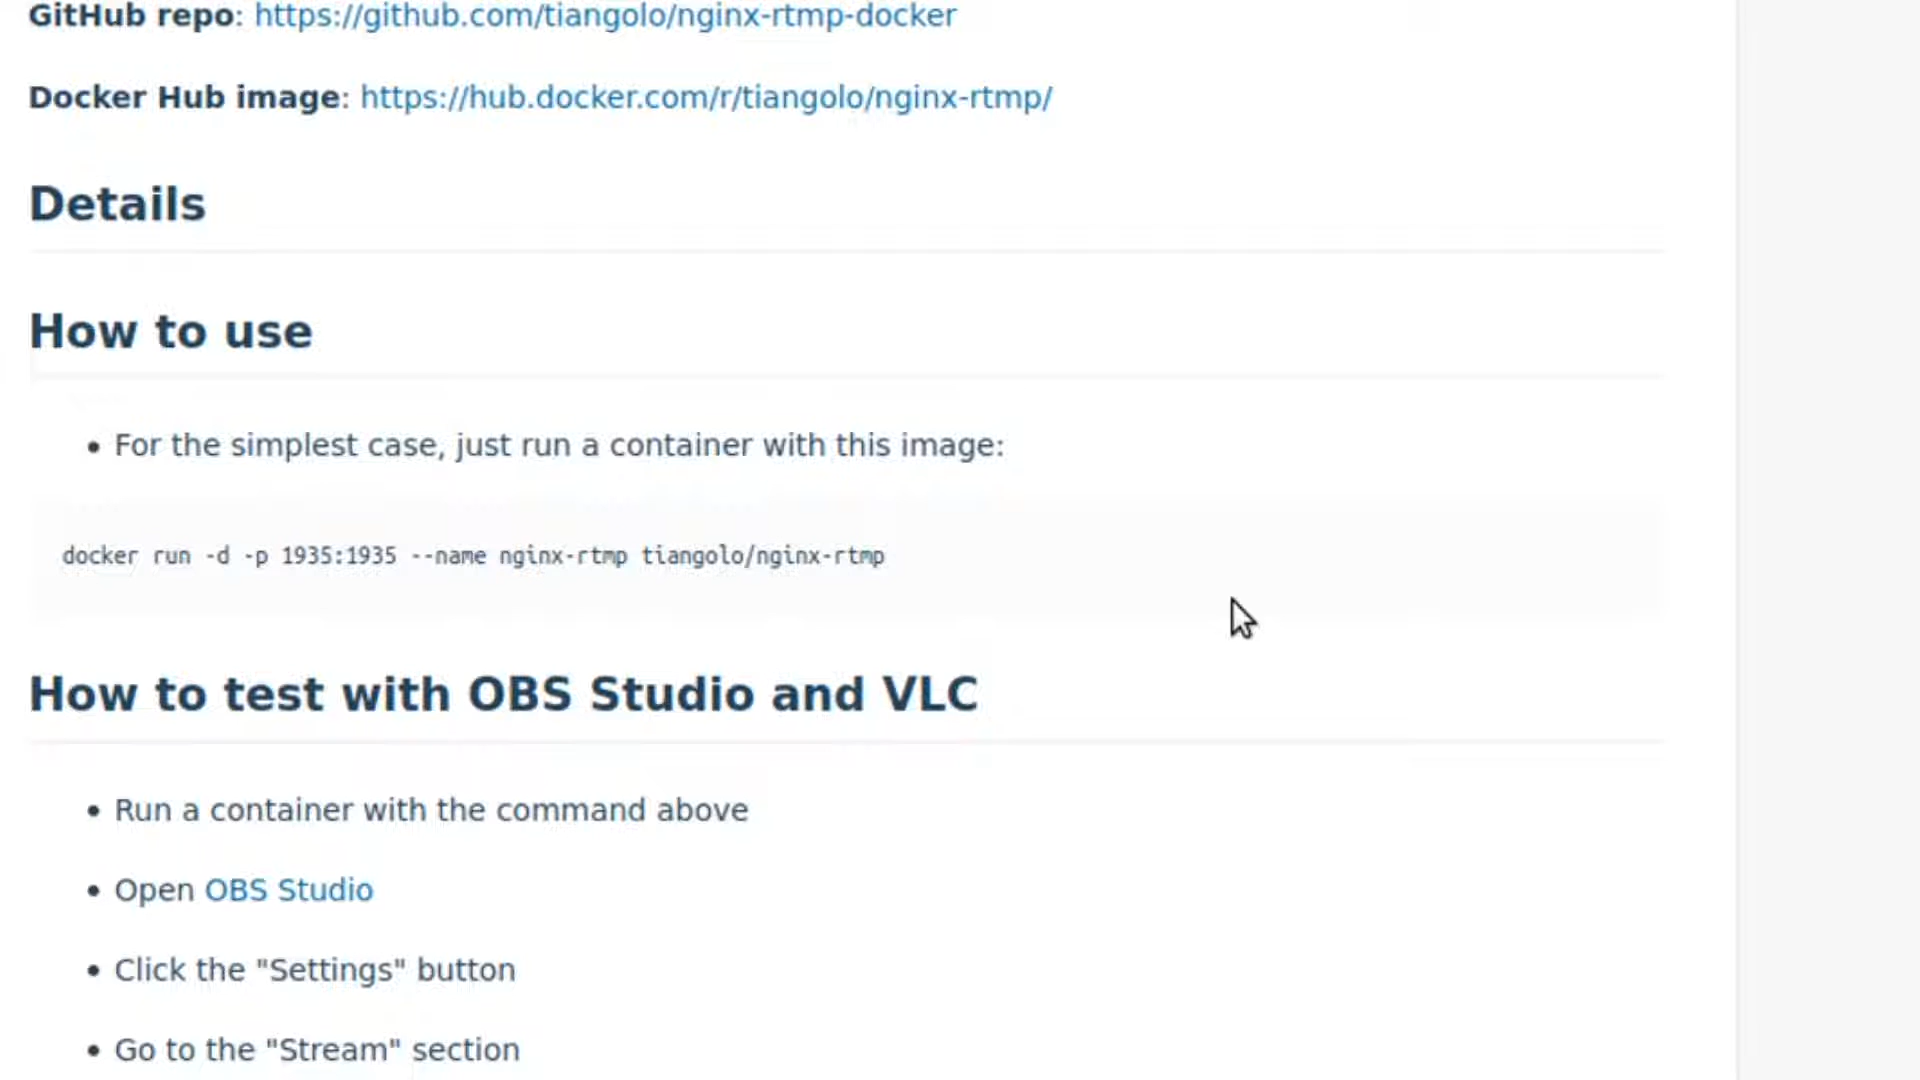 GitHub repo: https://github.com/tiangolo/nginx-rtmp-docker
Docker Hub image: https://hub.docker.com/r/tiangolo/nginx-rtmp/
Details
How to use
• For the simplest case, just run a container with this image:
docker run -d -p 1935:1935 --name nginx-rtmp tiangolo/nginx-rtmp
How to test with OBS Studio and VLC
• Run a container with the command above
• Open OBS Studio
• Click the "Settings" button
• Go to the "Stream" section